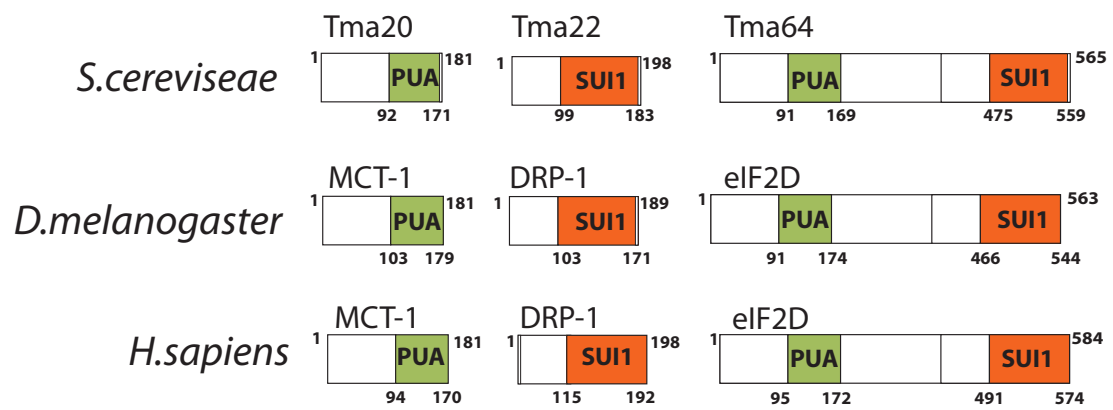 Tma20 Tma22 Tma64
S.cereviseae 1 PUA 181 1 SUI1 198 1 PUA SUI1 565
92 171 99 183 91 169 475 559
MCT-1 DRP-1 eIF2D
D.melanogaster 1 PUA 181 1 SUI1 189 1 PUA SUI1 563
103 179 103 171 91 174 466 544
MCT-1 DRP-1 eIF2D
H.sapiens 1 PUA 181 1 SUI1 198 1 PUA SUI1 584
94 170 115 192 95 172 491 574